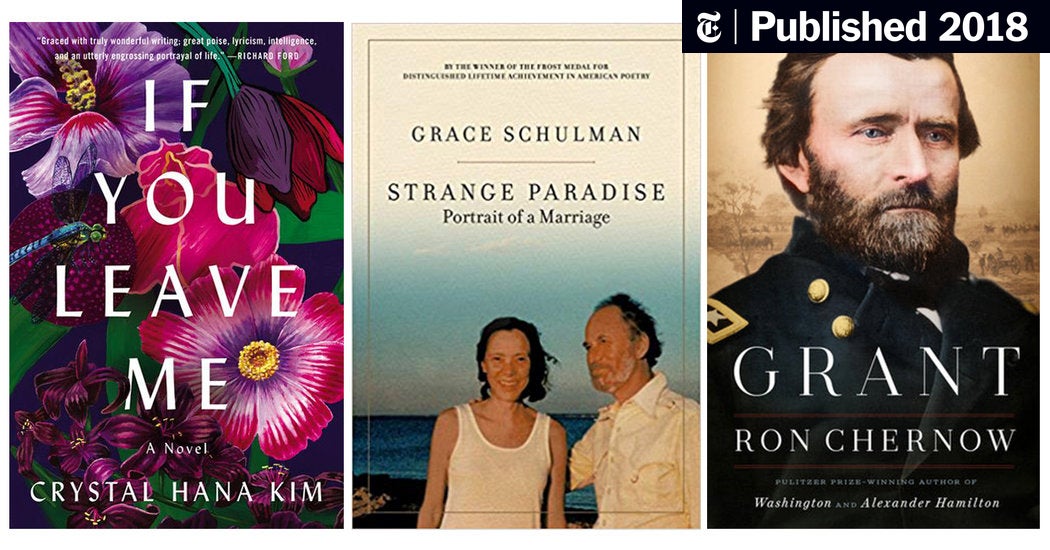 Published 2018
"Graced with truly wonderful writing; great poise, lyricism, intelligence,
and an utterly engrossing portrayal of life." —RICHARD FORD
IF
YOU
LEAVE
ME
A Novel
CRYSTAL HANA KIM
BY THE WINNER OF THE FROST MEDAL FOR
DISTINGUISHED LIFETIME ACHIEVEMENT IN AMERICAN POETRY
GRACE SCHULMAN
STRANGE PARADISE
Portrait of a Marriage
GRANT
RON CHERNOW
PULITZER PRIZE–WINNING AUTHOR OF
Washington AND Alexander Hamilton